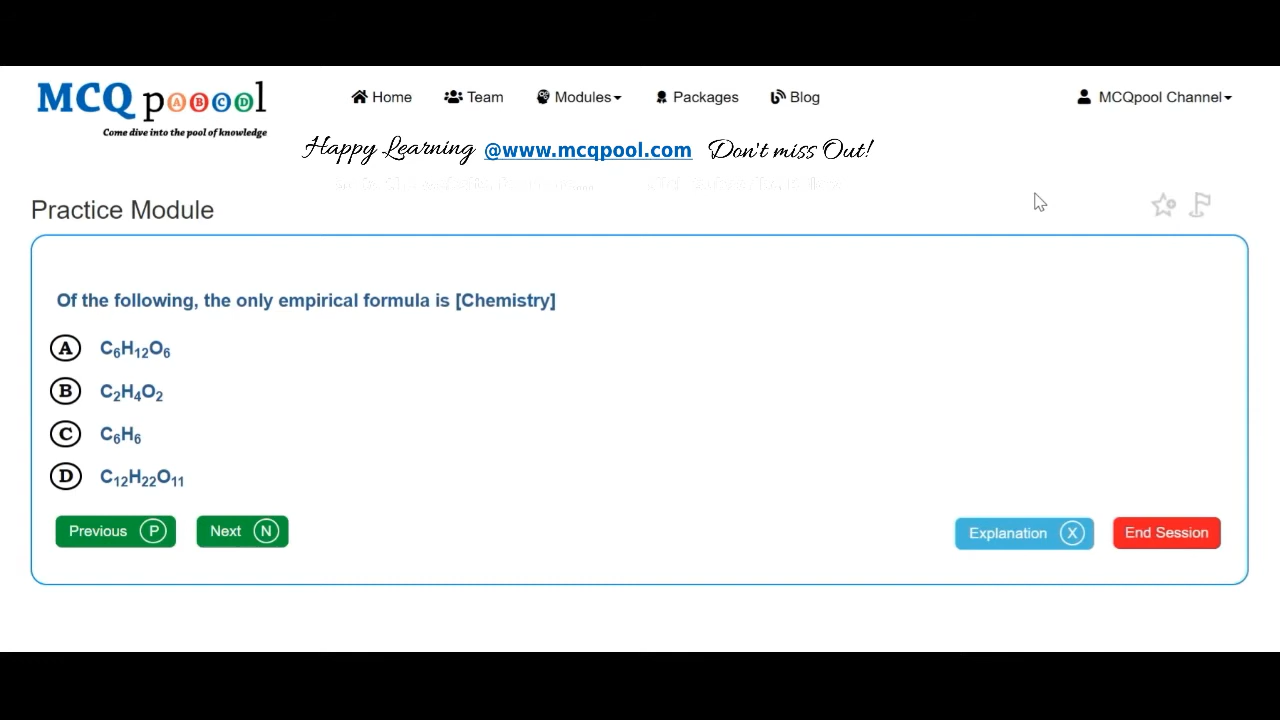 MCQ pooool
Come dive into the pool of knowledge
Home Team Modules Packages Blog MCQpool Channel
Happy Learning @www.mcqpool.com Don't miss Out!
Practice Module
Of the following, the only empirical formula is [Chemistry]
A C₆H₁₂O₆
B C₂H₄O₂
C C₆H₆
D C₁₂H₂₂O₁₁
Previous P Next N Explanation X End Session